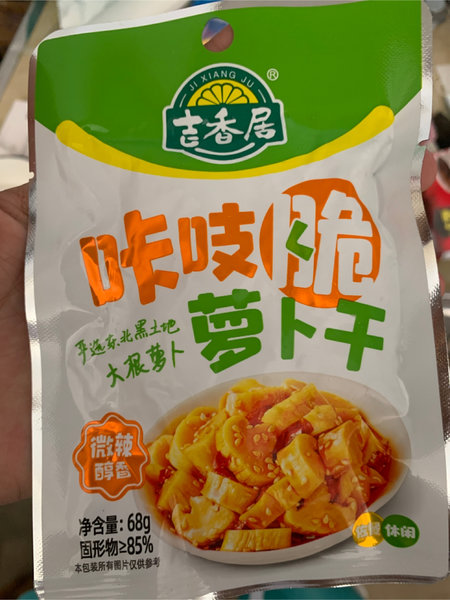 JI XIANG JU
吉香居®
咔吱脆
萝卜干
严选东北黑土地
大根萝卜
微辣
醇香
净含量：68g
固形物≥85%
本包装所有图片仅供参考
休闲